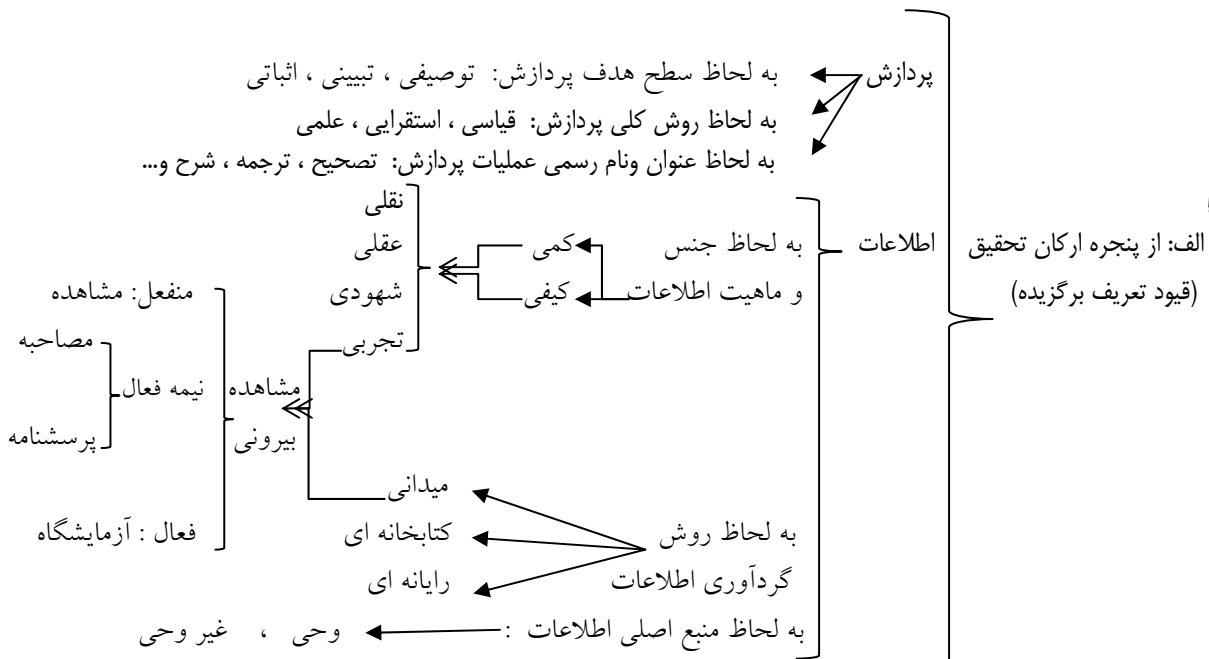 پردازش
به لحاظ سطح هدف پردازش: توصیفی ، تبیینی ، اثباتی
به لحاظ روش کلی پردازش: قیاسی ، استقرایی ، علمی
به لحاظ عنوان ونام رسمی عملیات پردازش: تصحیح ، ترجمه ، شرح و...
الف: از پنجره ارکان تحقیق
(قیود تعریف برگزیده)
اطلاعات
به لحاظ جنس
و ماهیت اطلاعات
کمی
کیفی
نقلی
عقلی
شهودی
تجربی
مشاهده
بیرونی
منفعل: مشاهده
نیمه فعال
مصاحبه
پرسشنامه
فعال : آزمایشگاه
به لحاظ روش
گردآوری اطلاعات
میدانی
کتابخانه ای
رایانه ای
به لحاظ منبع اصلی اطلاعات : وحی ، غیر وحی